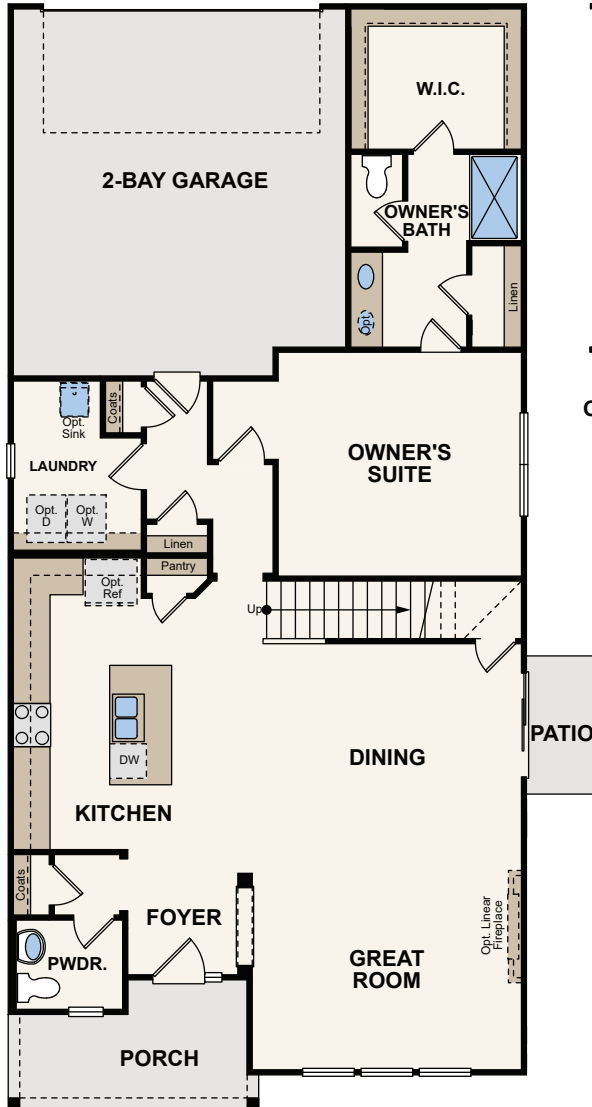 W.I.C.
2-BAY GARAGE
OWNER'S
BATH
Linen
Opt
Coats
Opt.
Sink
LAUNDRY
OWNER'S
SUITE
Opt.
D
Opt.
W
Linen
Pantry
Opt.
Ref
Up
PATIO
DW
DINING
KITCHEN
Coats
FOYER
Opt. Linear
Fireplace
PWDR.
GREAT
ROOM
PORCH